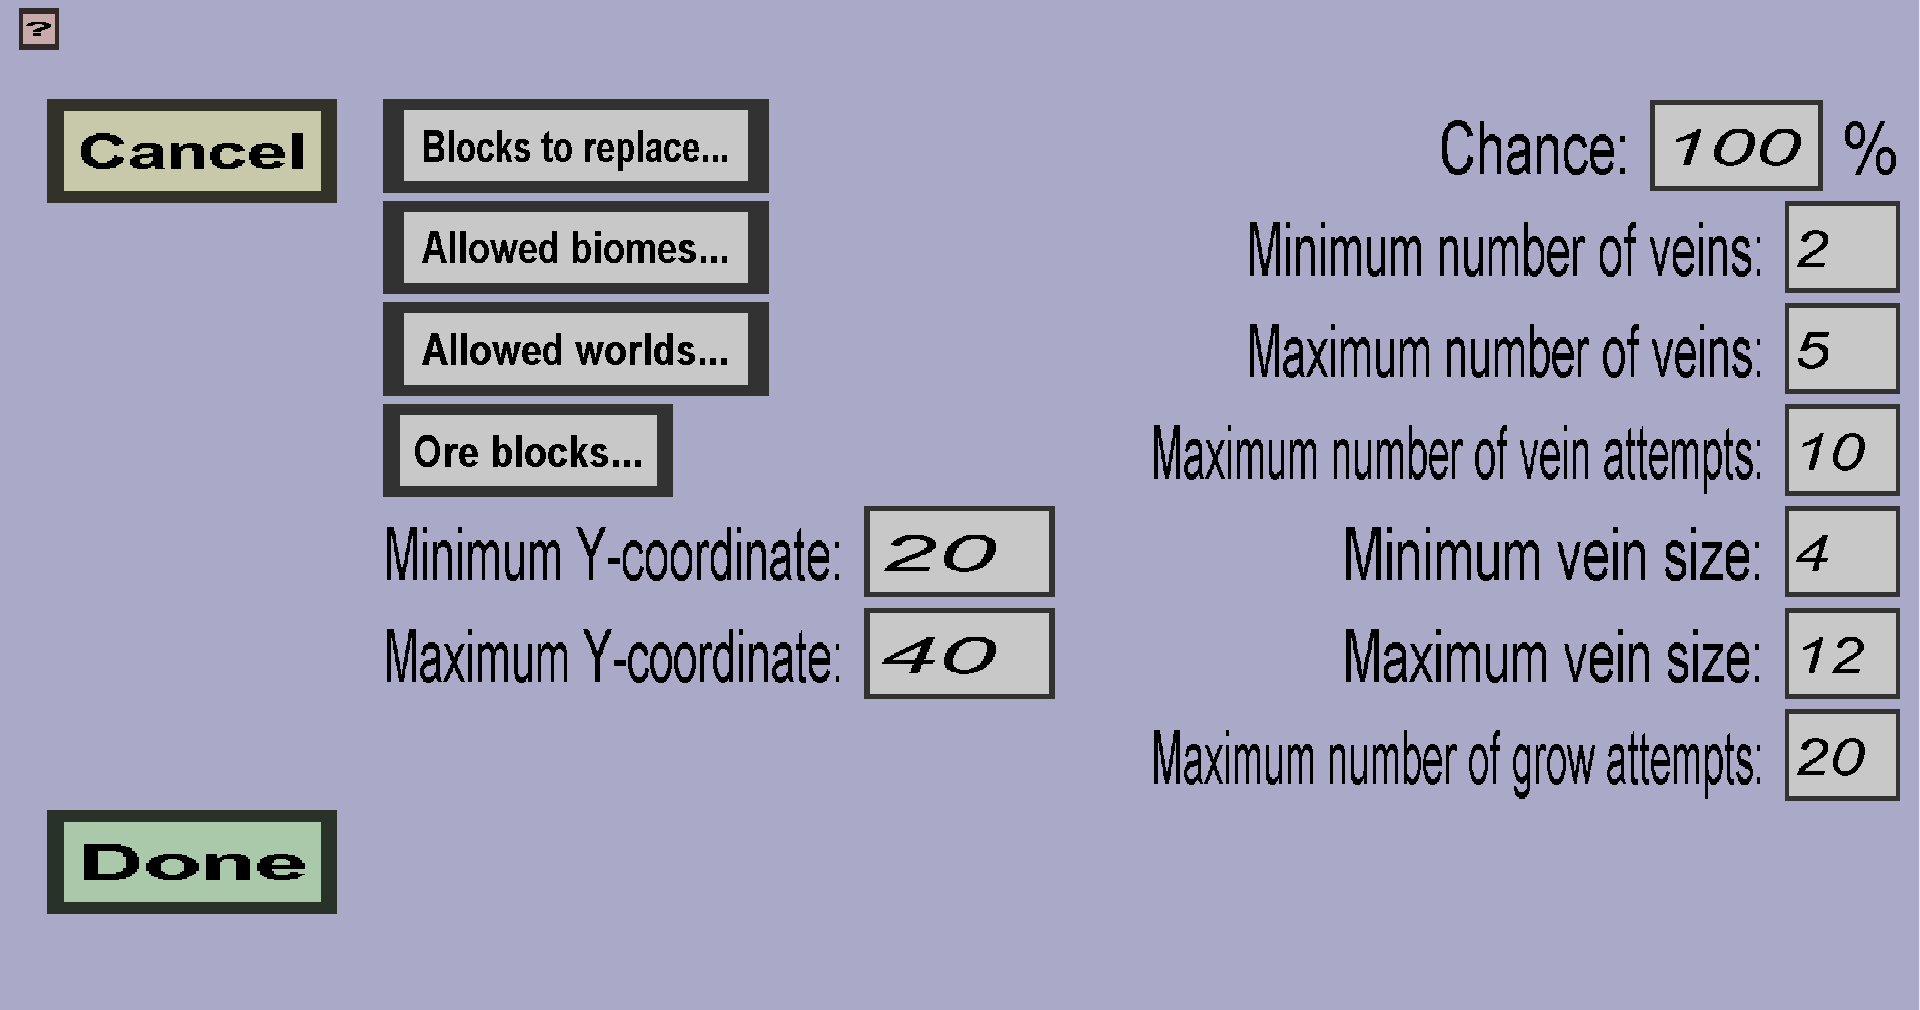 ?
Cancel
Blocks to replace...
Allowed biomes...
Allowed worlds...
Ore blocks...
Minimum Y-coordinate: 20
Maximum Y-coordinate: 40
Done
Chance: 100 %
Minimum number of veins: 2
Maximum number of veins: 5
Maximum number of vein attempts: 10
Minimum vein size: 4
Maximum vein size: 12
Maximum number of grow attempts: 20